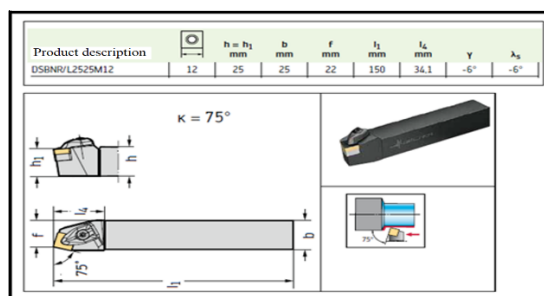 Product description h = h₁ mm b mm f mm l₁ mm l₄ mm γ λₛ
DSBNR/L2525M12 12 25 25 22 150 34.1 -6° -6°
κ = 75°
h₁
h
l₄
f
b
75°
l₁
75°